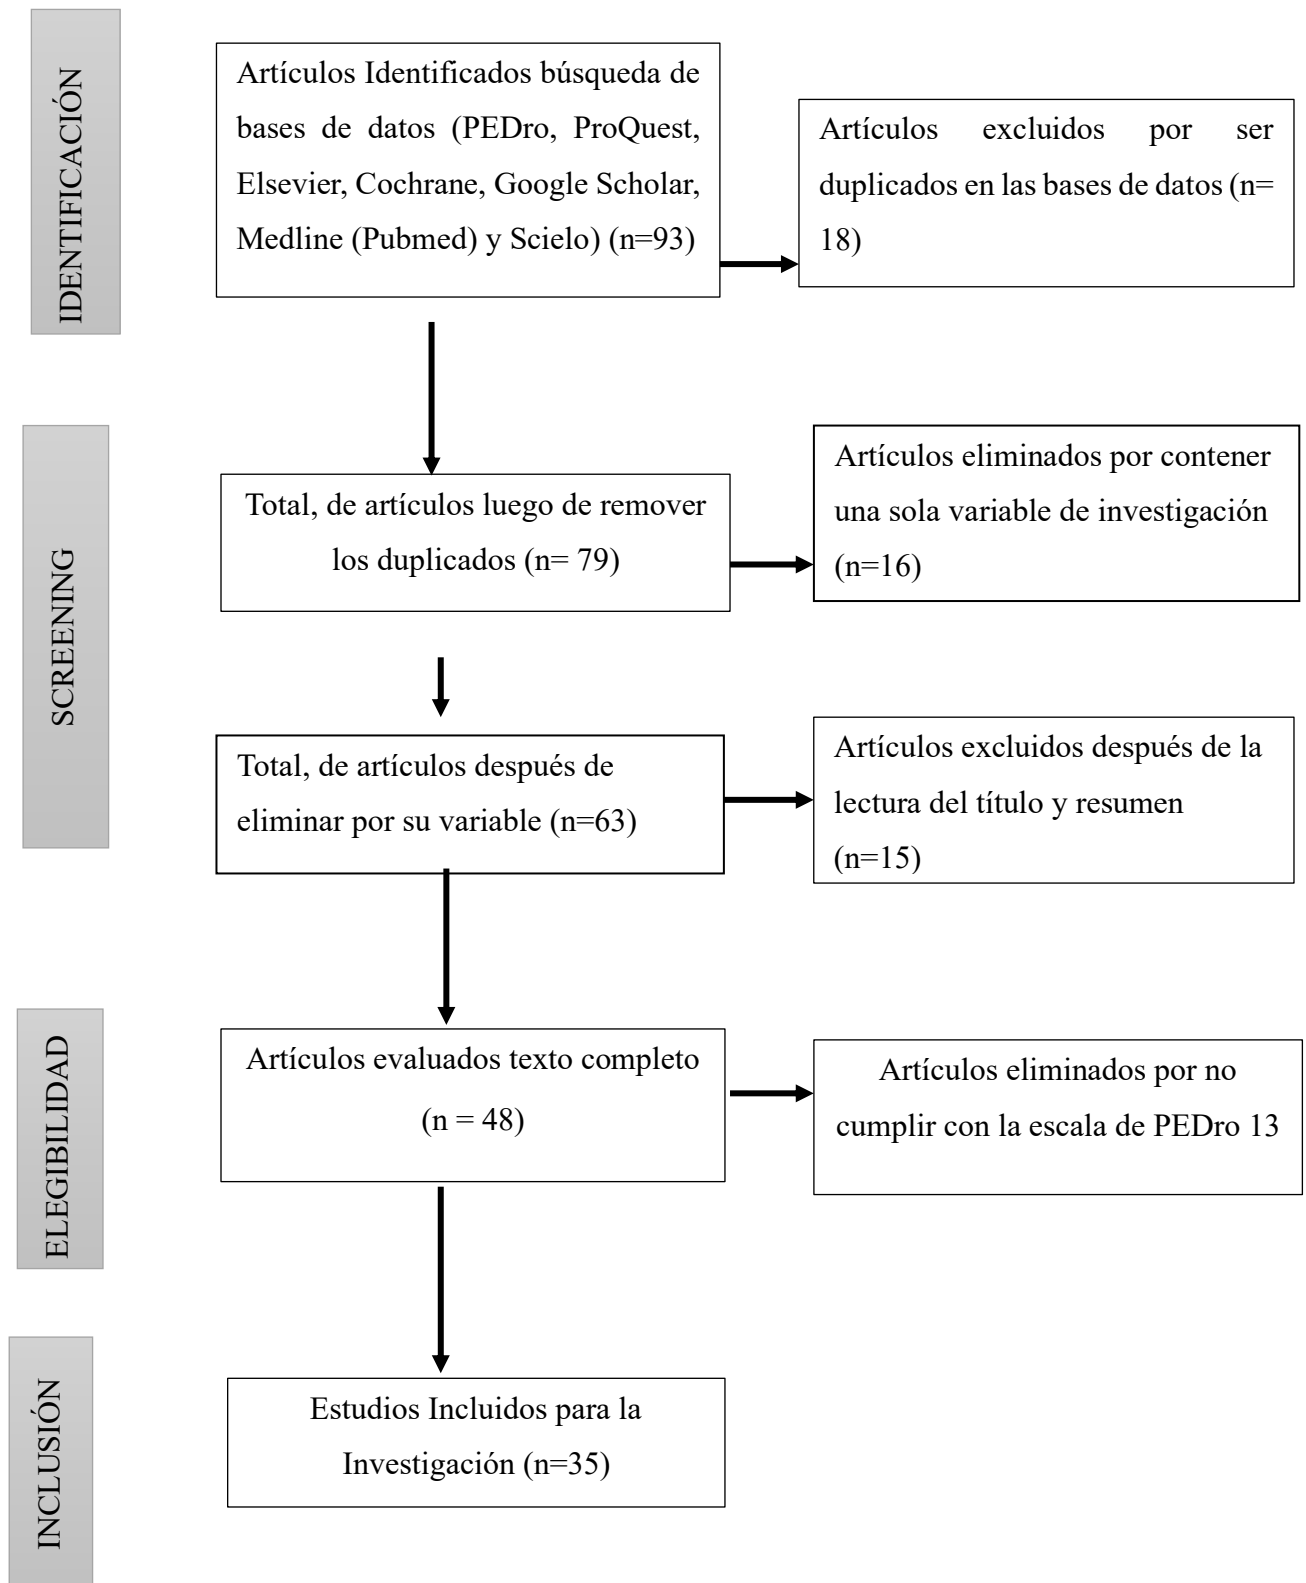 IDENTIFICACIÓN
Artículos Identificados búsqueda de
bases de datos (PEDro, ProQuest,
Elsevier, Cochrane, Google Scholar,
Medline (Pubmed) y Scielo) (n=93)
Artículos excluidos por ser
duplicados en las bases de datos (n=
18)
SCREENING
Total, de artículos luego de remover
los duplicados (n= 79)
Artículos eliminados por contener
una sola variable de investigación
(n=16)
Total, de artículos después de
eliminar por su variable (n=63)
Artículos excluidos después de la
lectura del título y resumen
(n=15)
ELEGIBILIDAD
Artículos evaluados texto completo
(n = 48)
Artículos eliminados por no
cumplir con la escala de PEDro 13
INCLUSIÓN
Estudios Incluidos para la
Investigación (n=35)